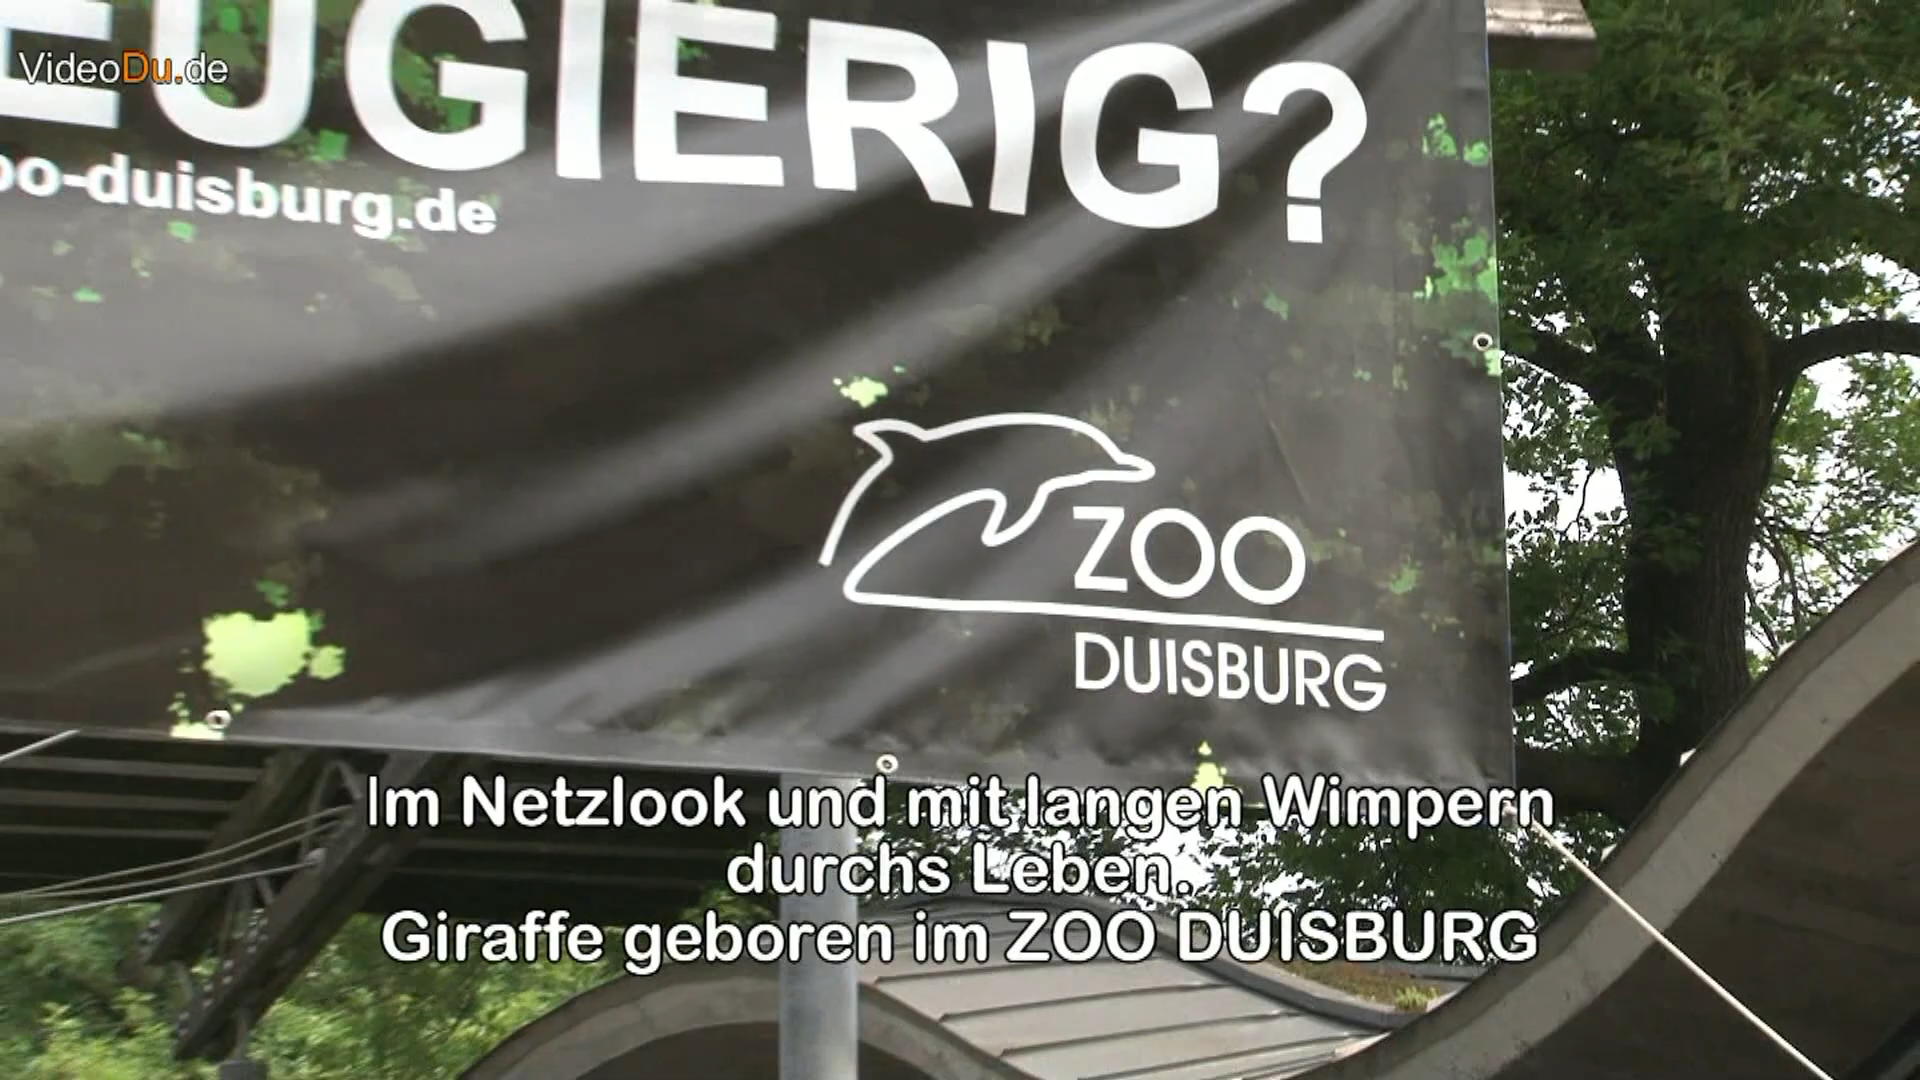 EUGIERIG?
VideoDu.de
oo-duisburg.de
ZOO
DUISBURG
Im Netzlook und mit langen Wimpern
durchs Leben.
Giraffe geboren im ZOO DUISBURG